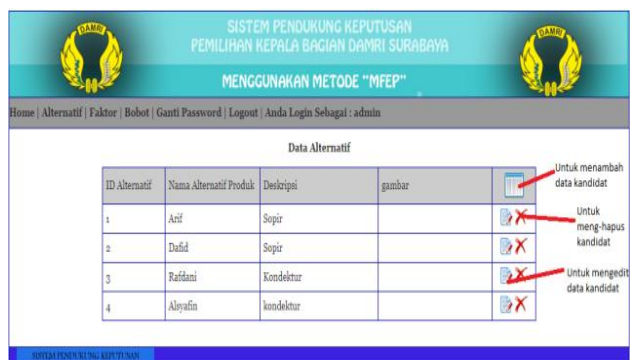 DAMRI
SISTEM PENDUKUNG KEPUTUSAN
PEMILIHAN KEPALA BAGIAN DAMRI SURABAYA
MENGGUNAKAN METODE "MFEP"
DAMRI
Home | Alternatif | Faktor | Bobot | Ganti Password | Logout | Anda Login Sebagai : admin
Data Alternatif
ID Alternatif Nama Alternatif Produk Deskripsi gambar
1 Arif Sopir
2 Dafid Sopir
3 Rafdani Kondektur
4 Alsyafin kondektur
Untuk menambah
data kandidat
Untuk
meng-hapus
kandidat
Untuk mengedit
data kandidat
SISTEM PENDUKUNG KEPUTUSAN